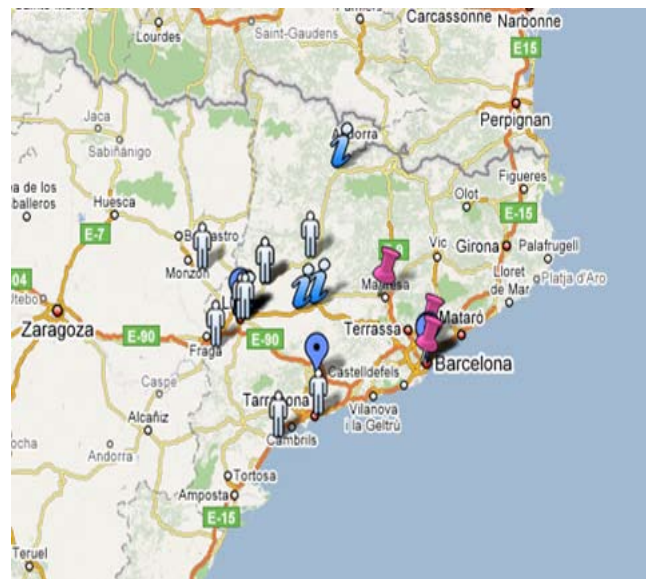 Lourdes
Saint-Gaudens
Carcassonne
Narbonne
E15
Perpignan
Jaca
Sabiñánigo
Figueres
Huesca
Olot
E-15
E-7
Monzón
Vic
Girona
Palafrugell
Lloret
de Mar
Platja d'Aro
Zaragoza
E-90
Fraga
E-90
Terrassa
Mataró
Barcelona
Caspe
Castelldefels
Alcañiz
Vilanova
i la Geltrú
Cambrils
Andorra
Tortosa
Amposta
E-15
Teruel